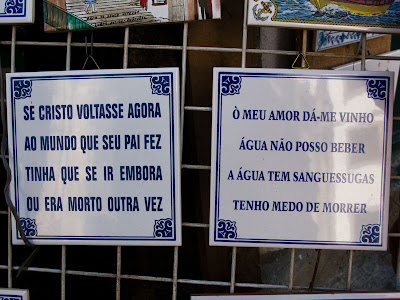 SE CRISTO VOLTASSE AGORA
AO MUNDO QUE SEU PAI FEZ
TINHA QUE SE IR EMBORA
OU ERA MORTO OUTRA VEZ
Ò MEU AMOR DÁ-ME VINHO
ÁGUA NÃO POSSO BEBER
A ÁGUA TEM SANGUESSUGAS
TENHO MEDO DE MORRER